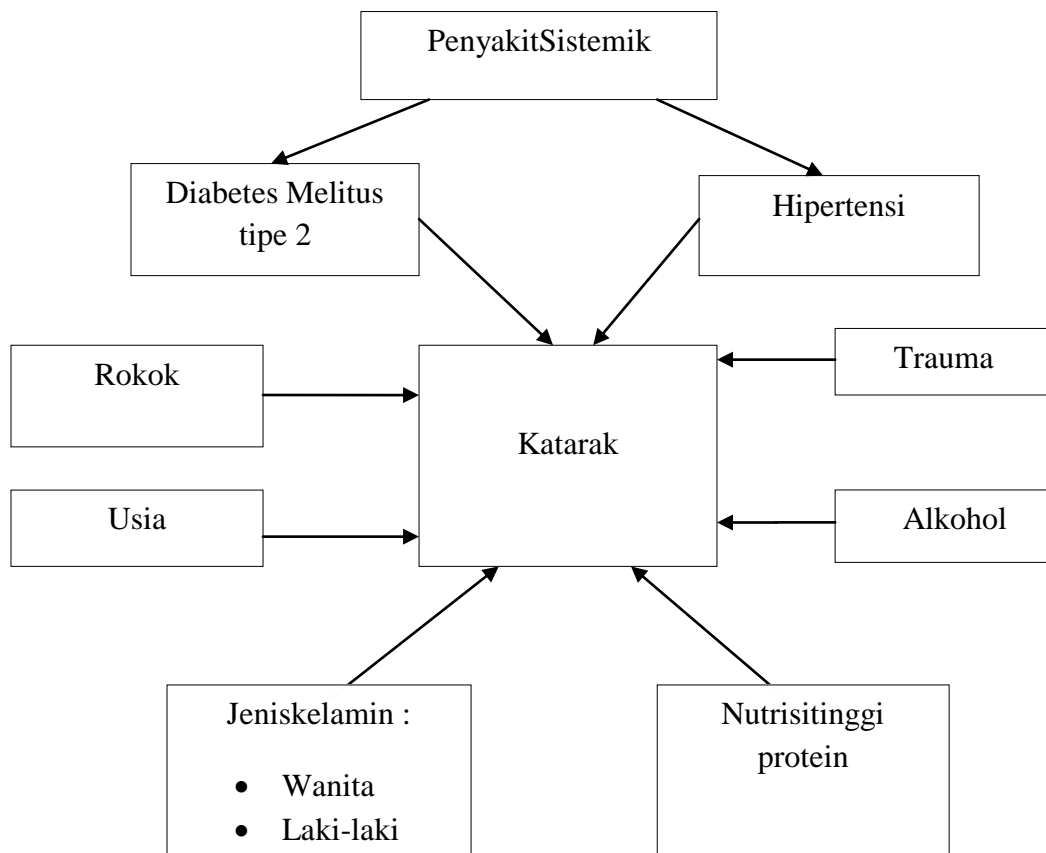 PenyakitSistemik
Diabetes Melitus
tipe 2
Hipertensi
Rokok
Trauma
Katarak
Usia
Alkohol
Jeniskelamin :
• Wanita
• Laki-laki
Nutrisitinggi
protein